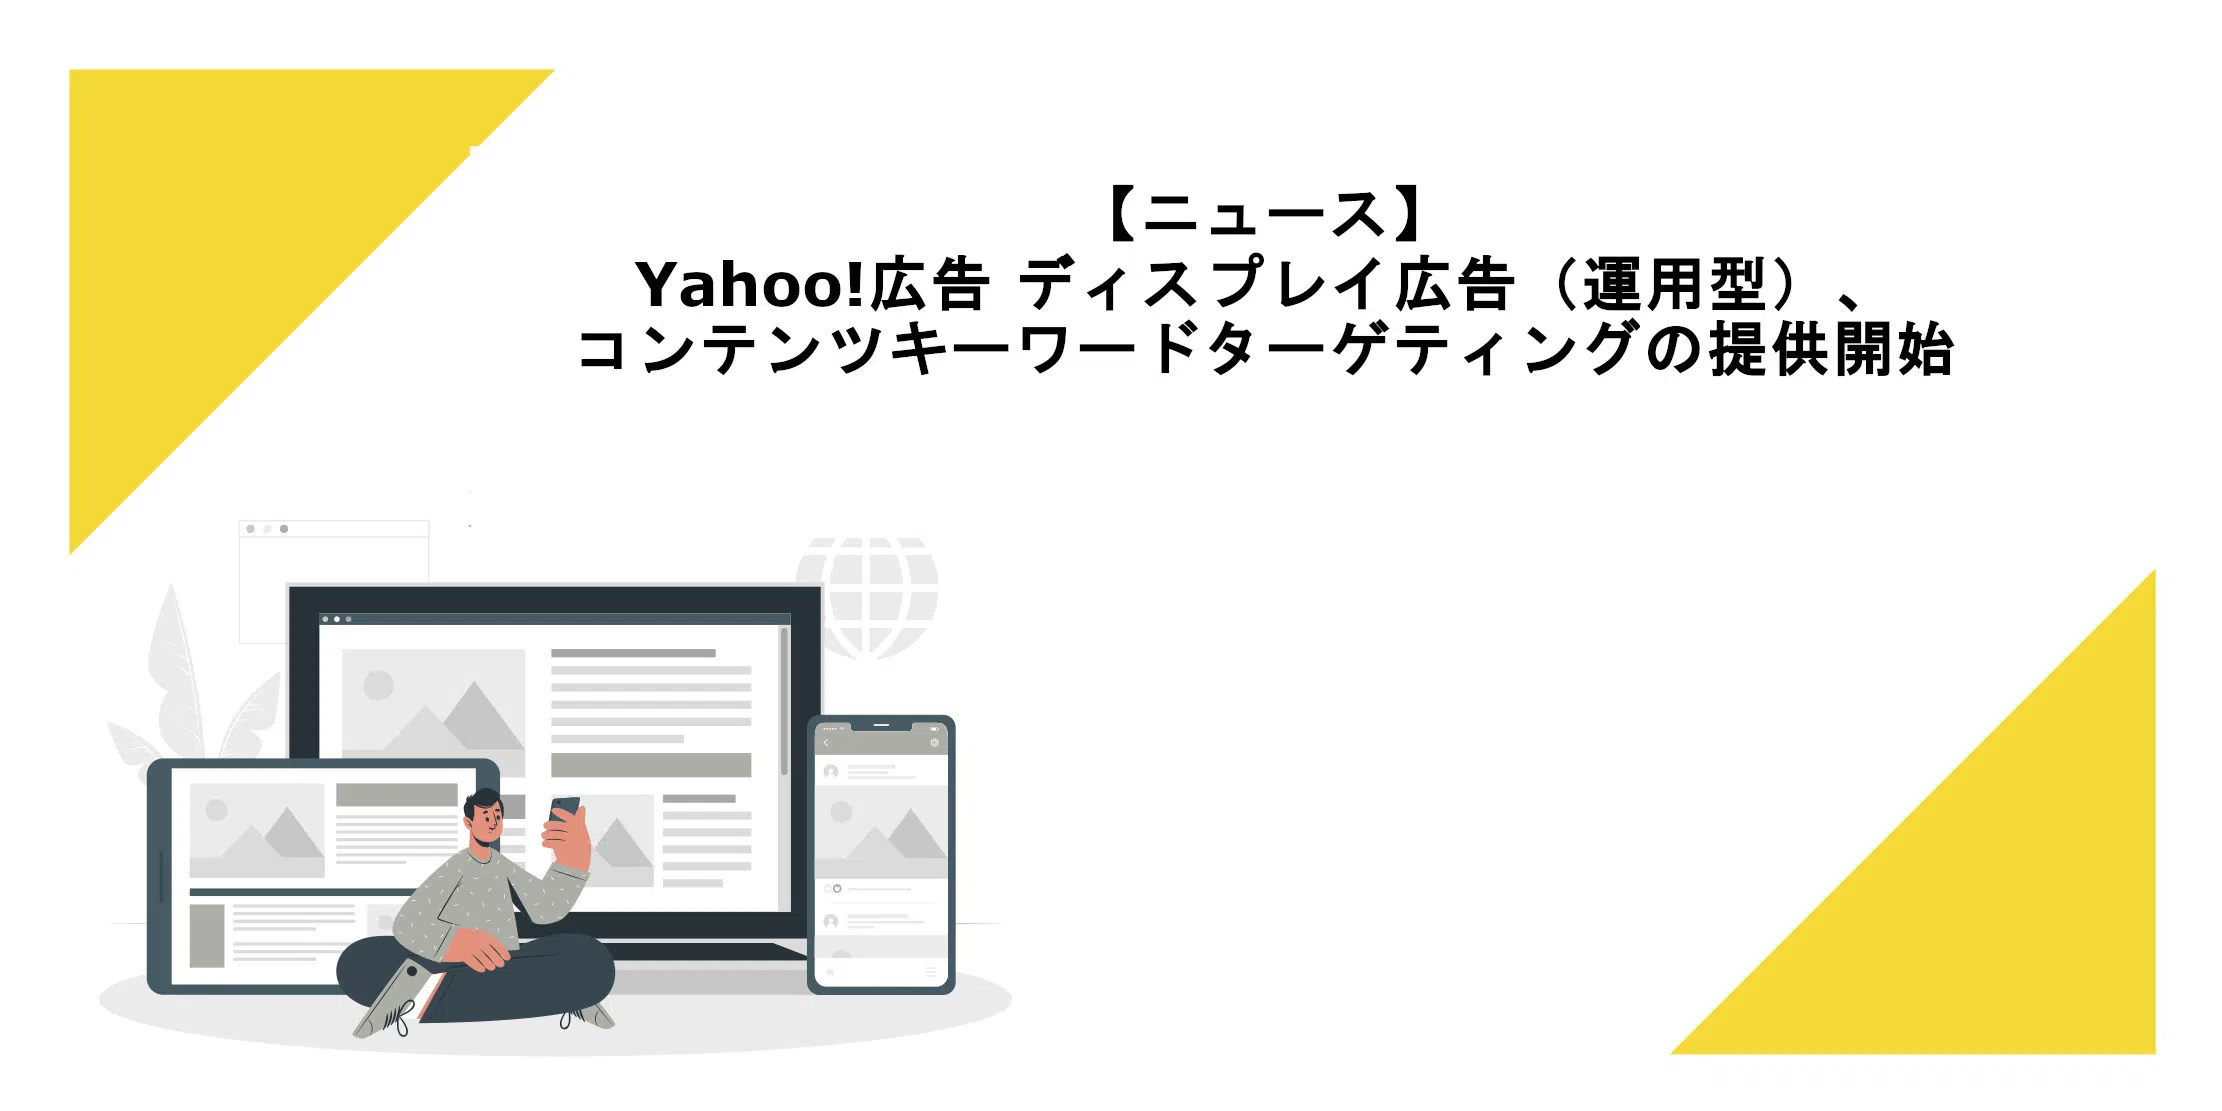 【ニュース】
Yahoo!広告 ディスプレイ広告（運用型）、
コンテンツキーワードターゲティングの提供開始